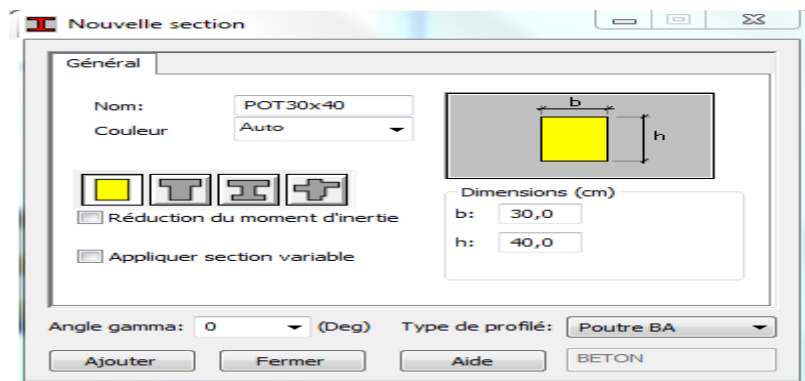 Nouvelle section
Général
Nom: POT30x40
Couleur Auto
b
h
Réduction du moment d'inertie
Appliquer section variable
Dimensions (cm)
b: 30,0
h: 40,0
Angle gamma: 0 (Deg) Type de profilé: Poutre BA
Ajouter Fermer Aide BETON